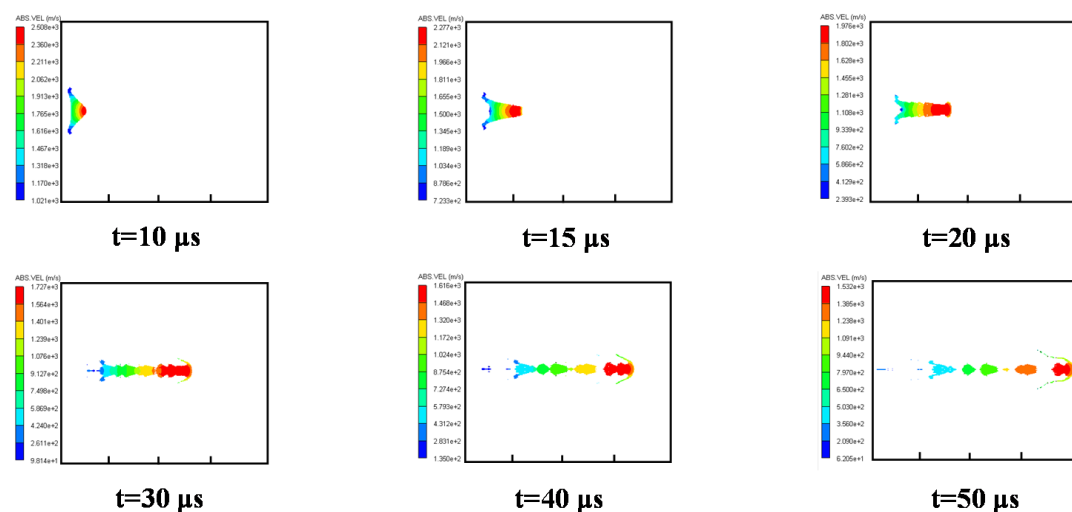 ABS.VEL (m/s)
2.508e+3
2.360e+3
2.211e+3
2.062e+3
1.913e+3
1.765e+3
1.616e+3
1.467e+3
1.318e+3
1.170e+3
1.021e+3
t=10 μs
ABS.VEL (m/s)
2.277e+3
2.121e+3
1.966e+3
1.811e+3
1.655e+3
1.500e+3
1.345e+3
1.189e+3
1.034e+3
8.786e+2
7.233e+2
t=15 μs
ABS.VEL (m/s)
1.976e+3
1.802e+3
1.628e+3
1.455e+3
1.281e+3
1.108e+3
9.339e+2
7.602e+2
5.866e+2
4.129e+2
2.393e+2
t=20 μs
ABS.VEL (m/s)
1.727e+3
1.564e+3
1.401e+3
1.239e+3
1.076e+3
9.127e+2
7.498e+2
5.869e+2
4.240e+2
2.611e+2
9.814e+1
t=30 μs
ABS.VEL (m/s)
1.616e+3
1.468e+3
1.320e+3
1.172e+3
1.024e+3
8.754e+2
7.274e+2
5.793e+2
4.312e+2
2.831e+2
1.350e+2
t=40 μs
ABS.VEL (m/s)
1.532e+3
1.385e+3
1.238e+3
1.091e+3
9.440e+2
7.970e+2
6.500e+2
5.030e+2
3.560e+2
2.090e+2
6.205e+1
t=50 μs